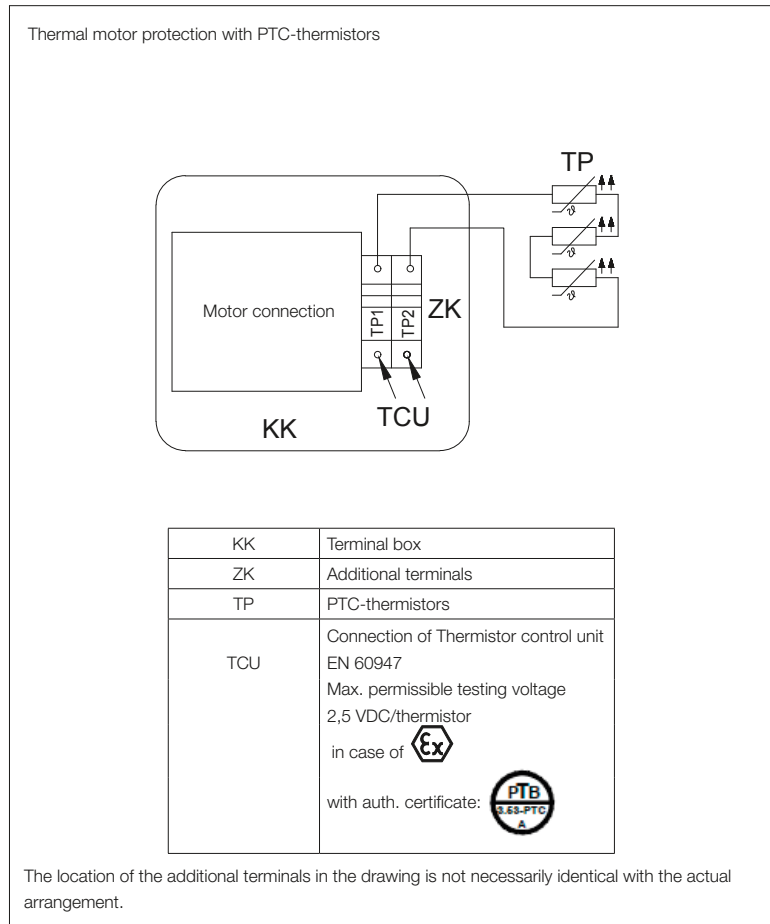 Thermal motor protection with PTC-thermistors
TP
ϑ
ϑ
ϑ
Motor connection
TP1
TP2
ZK
TCU
KK
KK Terminal box
ZK Additional terminals
TP PTC-thermistors
TCU
Connection of Thermistor control unit
EN 60947
Max. permissible testing voltage
2,5 VDC/thermistor
in case of Ex
with auth. certificate:
PTB
3.53-PTC
A
The location of the additional terminals in the drawing is not necessarily identical with the actual
arrangement.